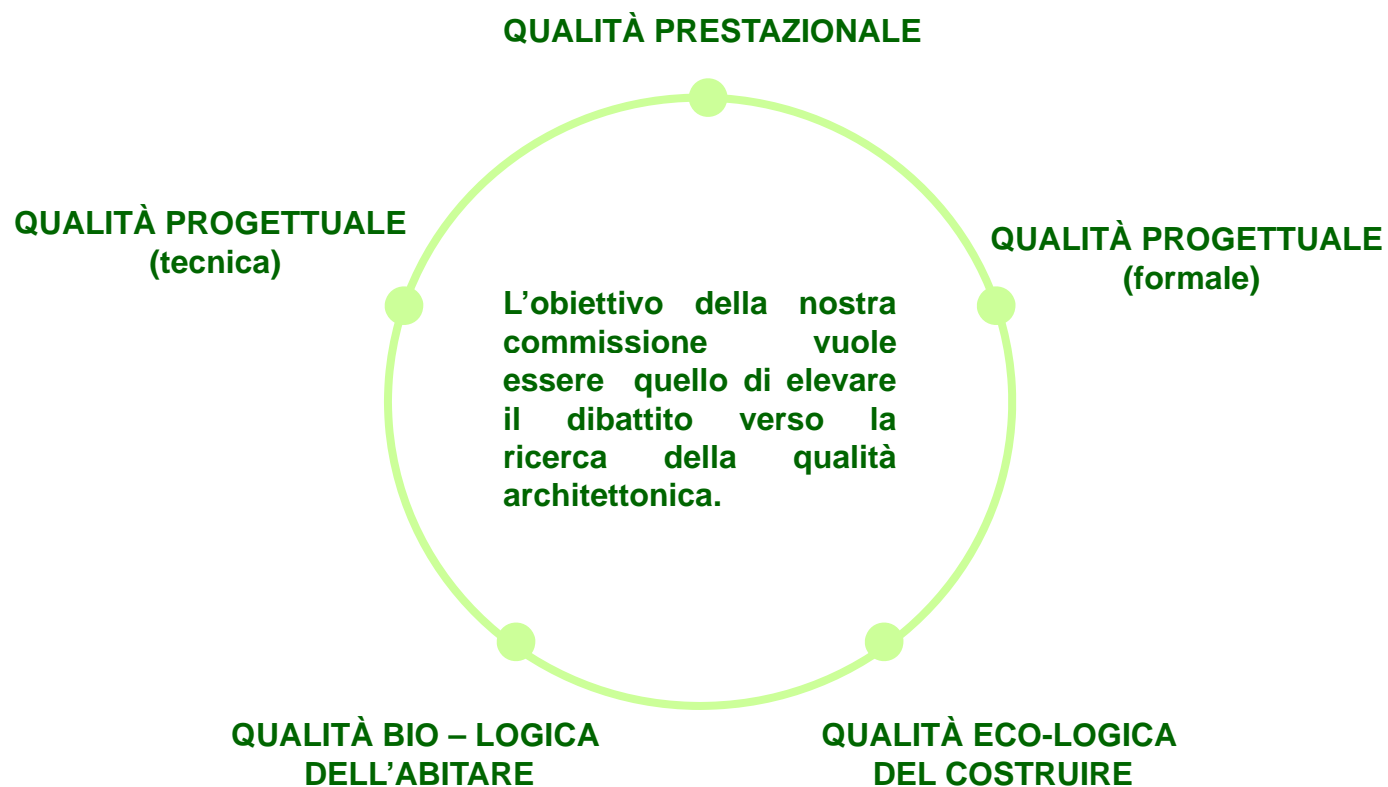 QUALITÀ PRESTAZIONALE
QUALITÀ PROGETTUALE
(tecnica)
QUALITÀ PROGETTUALE
(formale)
L’obiettivo della nostra
commissione vuole
essere quello di elevare
il dibattito verso la
ricerca della qualità
architettonica.
QUALITÀ BIO – LOGICA
DELL’ABITARE
QUALITÀ ECO-LOGICA
DEL COSTRUIRE